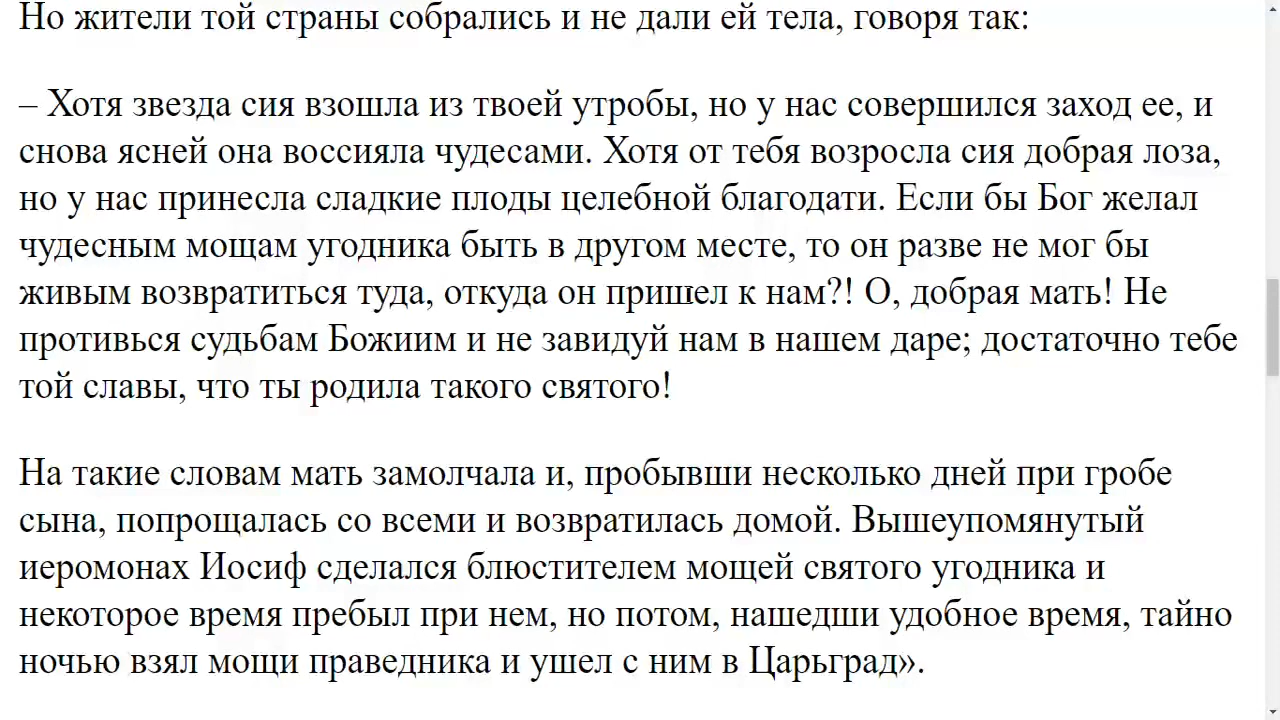 Но жители той страны собрались и не дали ей тела, говоря так:
– Хотя звезда сия взошла из твоей утробы, но у нас совершился заход ее, и
снова ясней она воссияла чудесами. Хотя от тебя возросла сия добрая лоза,
но у нас принесла сладкие плоды целебной благодати. Если бы Бог желал
чудесным мощам угодника быть в другом месте, то он разве не мог бы
живым возвратиться туда, откуда он пришел к нам?! О, добрая мать! Не
противься судьбам Божиим и не завидуй нам в нашем даре; достаточно тебе
той славы, что ты родила такого святого!
На такие словам мать замолчала и, пробывши несколько дней при гробе
сына, попрощалась со всеми и возвратилась домой. Вышеупомянутый
иеромонах Иосиф сделался блюстителем мощей святого угодника и
некоторое время пребыл при нем, но потом, нашедши удобное время, тайно
ночью взял мощи праведника и ушел с ним в Царьград».